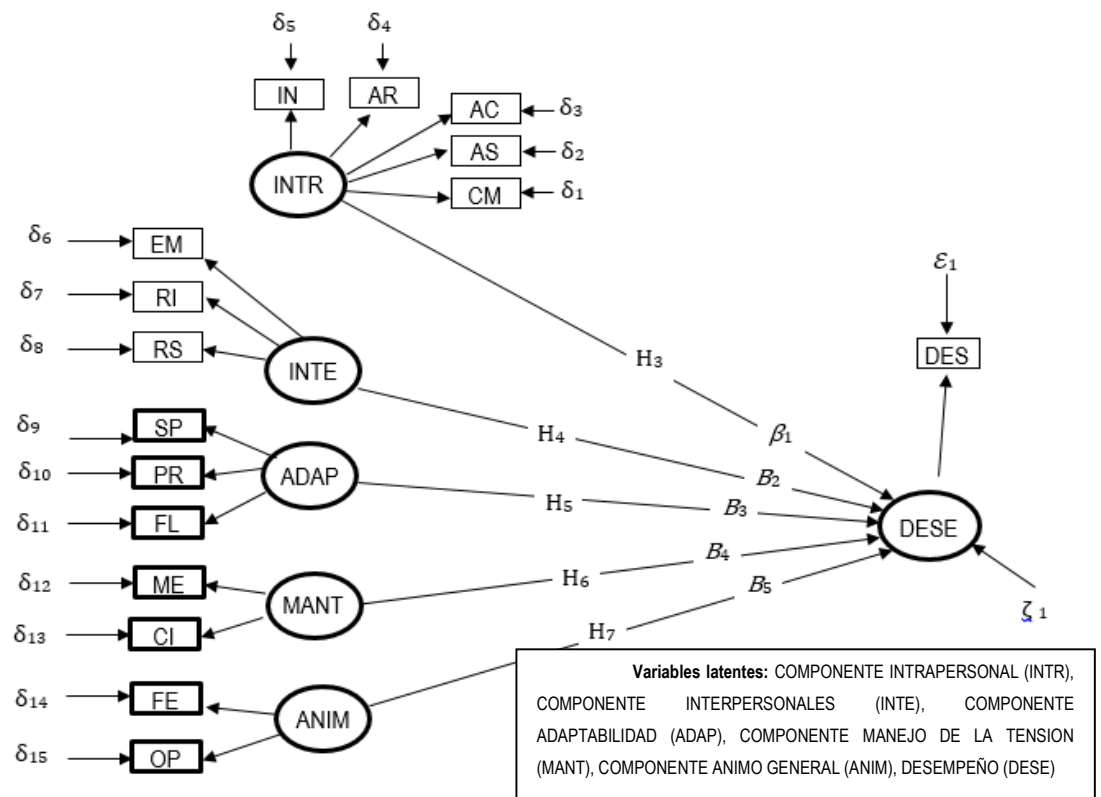 δ5 δ4
IN AR
AC δ3
AS δ2
INTR
CM δ1
δ6 EM
δ7 RI
δ8 RS
INTE
ε1
DES
H3
δ9 SP
H4
β1
δ10 PR
ADAP
B2
δ11 FL
H5 B3
DESE
δ12 ME
B4
H6
B5
MANT
δ13 CI
ζ1
H7
δ14 FE
ANIM
δ15 OP
Variables latentes: COMPONENTE INTRAPERSONAL (INTR),
COMPONENTE INTERPERSONALES (INTE), COMPONENTE
ADAPTABILIDAD (ADAP), COMPONENTE MANEJO DE LA TENSION
(MANT), COMPONENTE ANIMO GENERAL (ANIM), DESEMPEÑO (DESE)